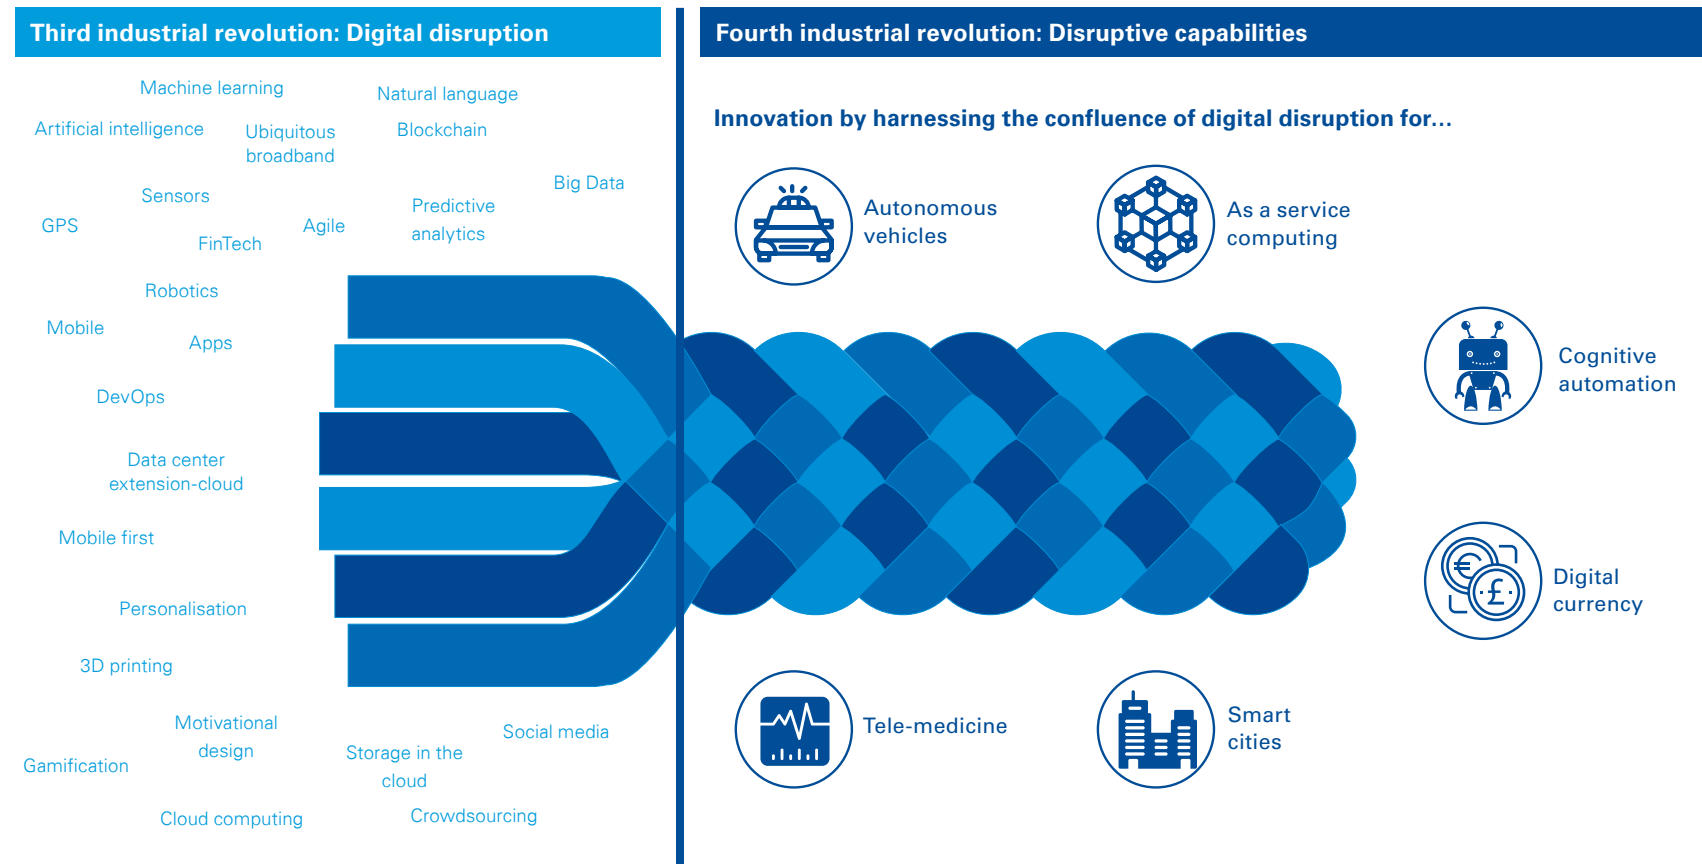 Third industrial revolution: Digital disruption
Machine learning
Natural language
Artificial intelligence
Ubiquitous
broadband
Blockchain
Big Data
Sensors
Predictive
analytics
GPS
Agile
FinTech
Robotics
Mobile
Apps
DevOps
Data center
extension-cloud
Mobile first
Personalisation
3D printing
Motivational
design
Social media
Storage in the
cloud
Gamification
Cloud computing
Crowdsourcing
Fourth industrial revolution: Disruptive capabilities
Innovation by harnessing the confluence of digital disruption for...
Autonomous
vehicles
As a service
computing
Cognitive
automation
€
£
Digital
currency
Tele-medicine
Smart
cities